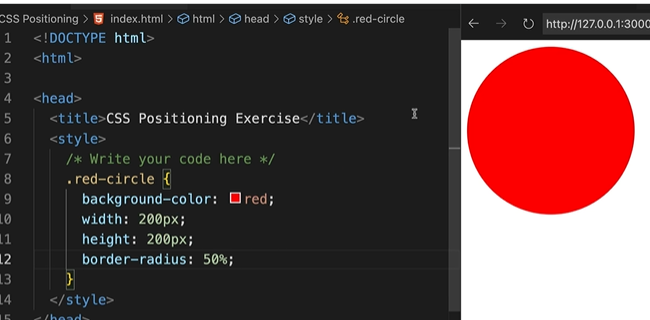 CSS Positioning > index.html > html > head > style > .red-circle
http://127.0.0.1:3000
1 <!DOCTYPE html>
2 <html>
3
4 <head>
5 <title>CSS Positioning Exercise</title>
6 <style>
7 /* Write your code here */
8 .red-circle {
9 background-color: red;
10 width: 200px;
11 height: 200px;
12 border-radius: 50%;
13 }
14 </style>
15 </head>